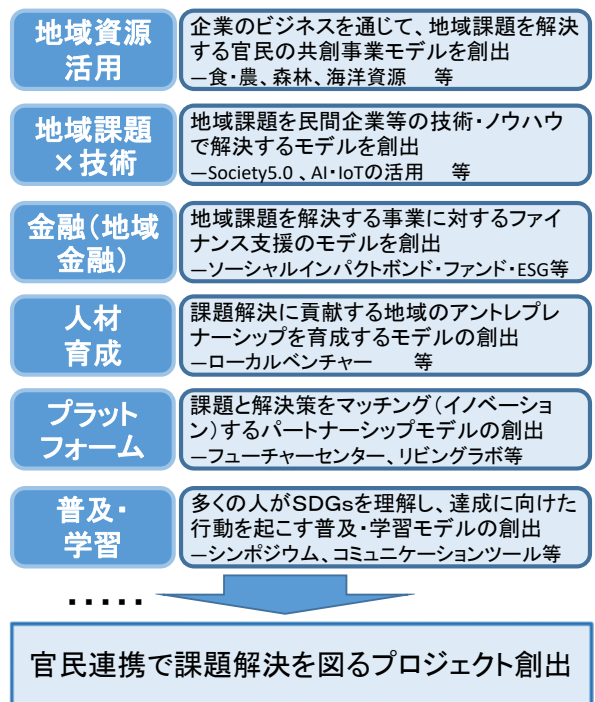 地域資源
活用
企業のビジネスを通じて、地域課題を解決
する官民の共創事業モデルを創出
―食・農、森林、海洋資源　等
地域課題
×技術
地域課題を民間企業等の技術・ノウハウ
で解決するモデルを創出
―Society5.0 、AI・IoTの活用　等
金融(地域
金融)
地域課題を解決する事業に対するファイ
ナンス支援のモデルを創出
―ソーシャルインパクトボンド・ファンド・ESG等
人材
育成
課題解決に貢献する地域のアントレプレ
ナーシップを育成するモデルの創出
―ローカルベンチャー　　等
プラット
フォーム
課題と解決策をマッチング(イノベーショ
ン)するパートナーシップモデルの創出
―フューチャーセンター、リビングラボ等
普及・
学習
多くの人がSDGsを理解し、達成に向けた
行動を起こす普及・学習モデルの創出
―シンポジウム、コミュニケーションツール等
・・・・・
官民連携で課題解決を図るプロジェクト創出